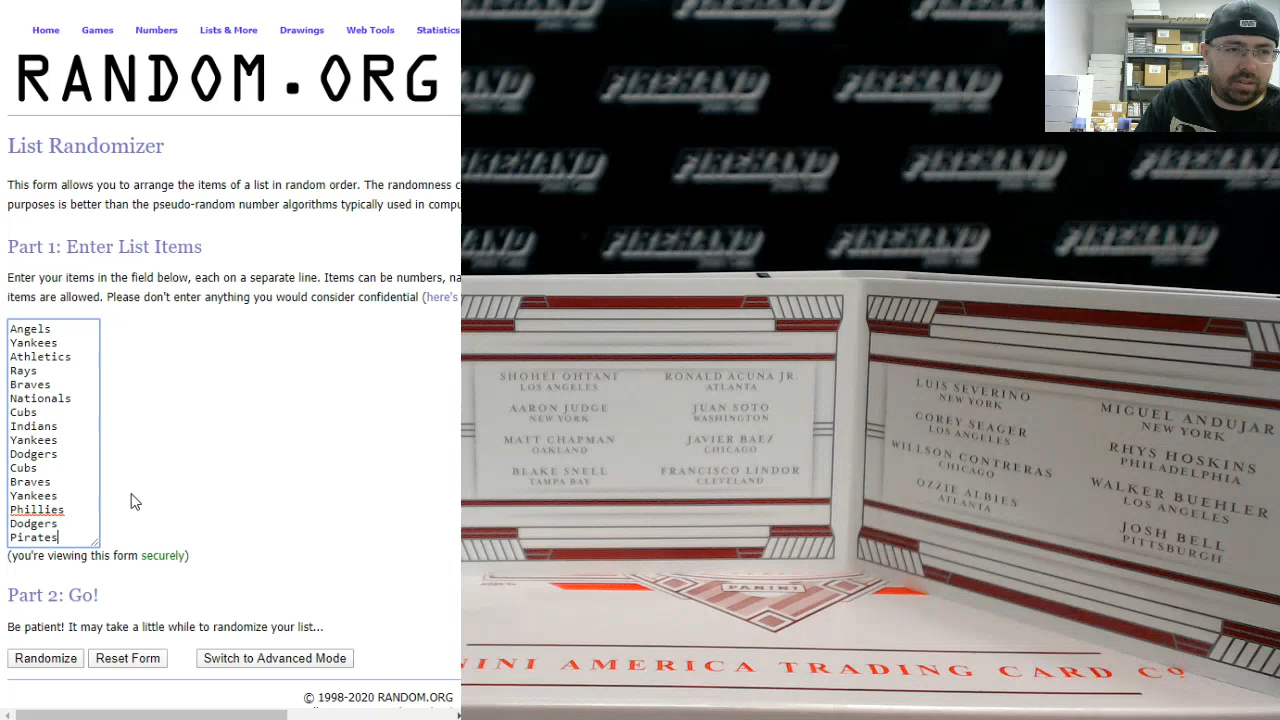 Home Games Numbers Lists & More Drawings Web Tools Statistics
RANDOM.ORG
List Randomizer
This form allows you to arrange the items of a list in random order. The randomness c
purposes is better than the pseudo-random number algorithms typically used in compu
Part 1: Enter List Items
Enter your items in the field below, each on a separate line. Items can be numbers, na
items are allowed. Please don't enter anything you would consider confidential (here's
Angels
Yankees
Athletics
Rays
Braves
Nationals
Cubs
Indians
Yankees
Dodgers
Cubs
Braves
Yankees
Phillies
Dodgers
Pirates
(you're viewing this form securely)
Part 2: Go!
Be patient! It may take a little while to randomize your list...
Randomize Reset Form Switch to Advanced Mode
© 1998-2020 RANDOM.ORG
FIREHAND FIREHAND
FIREHAND FIREHAND
FIREHAND FIREHAND FIREHAND
SHOHEI OHTANI
LOS ANGELES
AARON JUDGE
NEW YORK
MATT CHAPMAN
OAKLAND
BLAKE SNELL
TAMPA BAY
RONALD ACUNA JR.
ATLANTA
JUAN SOTO
WASHINGTON
JAVIER BAEZ
CHICAGO
FRANCISCO LINDOR
CLEVELAND
LUIS SEVERINO
NEW YORK
COREY SEAGER
LOS ANGELES
WILLSON CONTRERAS
CHICAGO
OZZIE ALBIES
ATLANTA
MIGUEL ANDUJAR
NEW YORK
RHYS HOSKINS
PHILADELPHIA
WALKER BUEHLER
LOS ANGELES
JOSH BELL
PITTSBURGH
PANINI
NINI AMERICA TRADING CARD CO